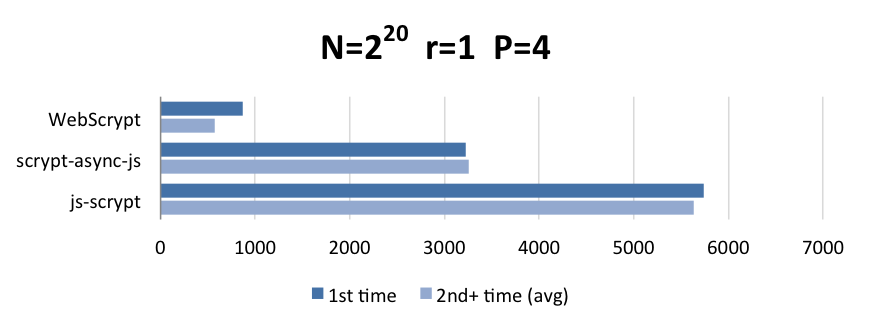 N=2^20 r=1 P=4
WebScrypt
scrypt-async-js
js-scrypt
0 1000 2000 3000 4000 5000 6000 7000
1st time 2nd+ time (avg)